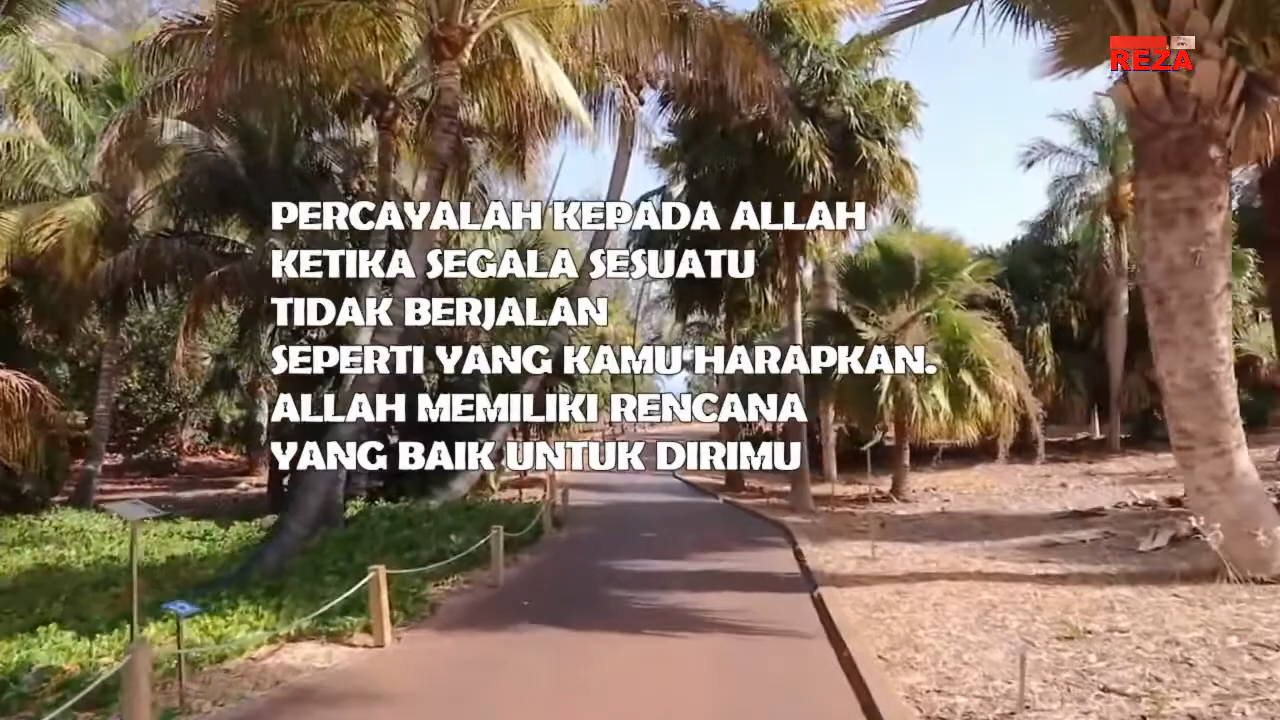 REZA
PERCAYALAH KEPADA ALLAH
KETIKA SEGALA SESUATU
TIDAK BERJALAN
SEPERTI YANG KAMU HARAPKAN.
ALLAH MEMILIKI RENCANA
YANG BAIK UNTUK DIRIMU